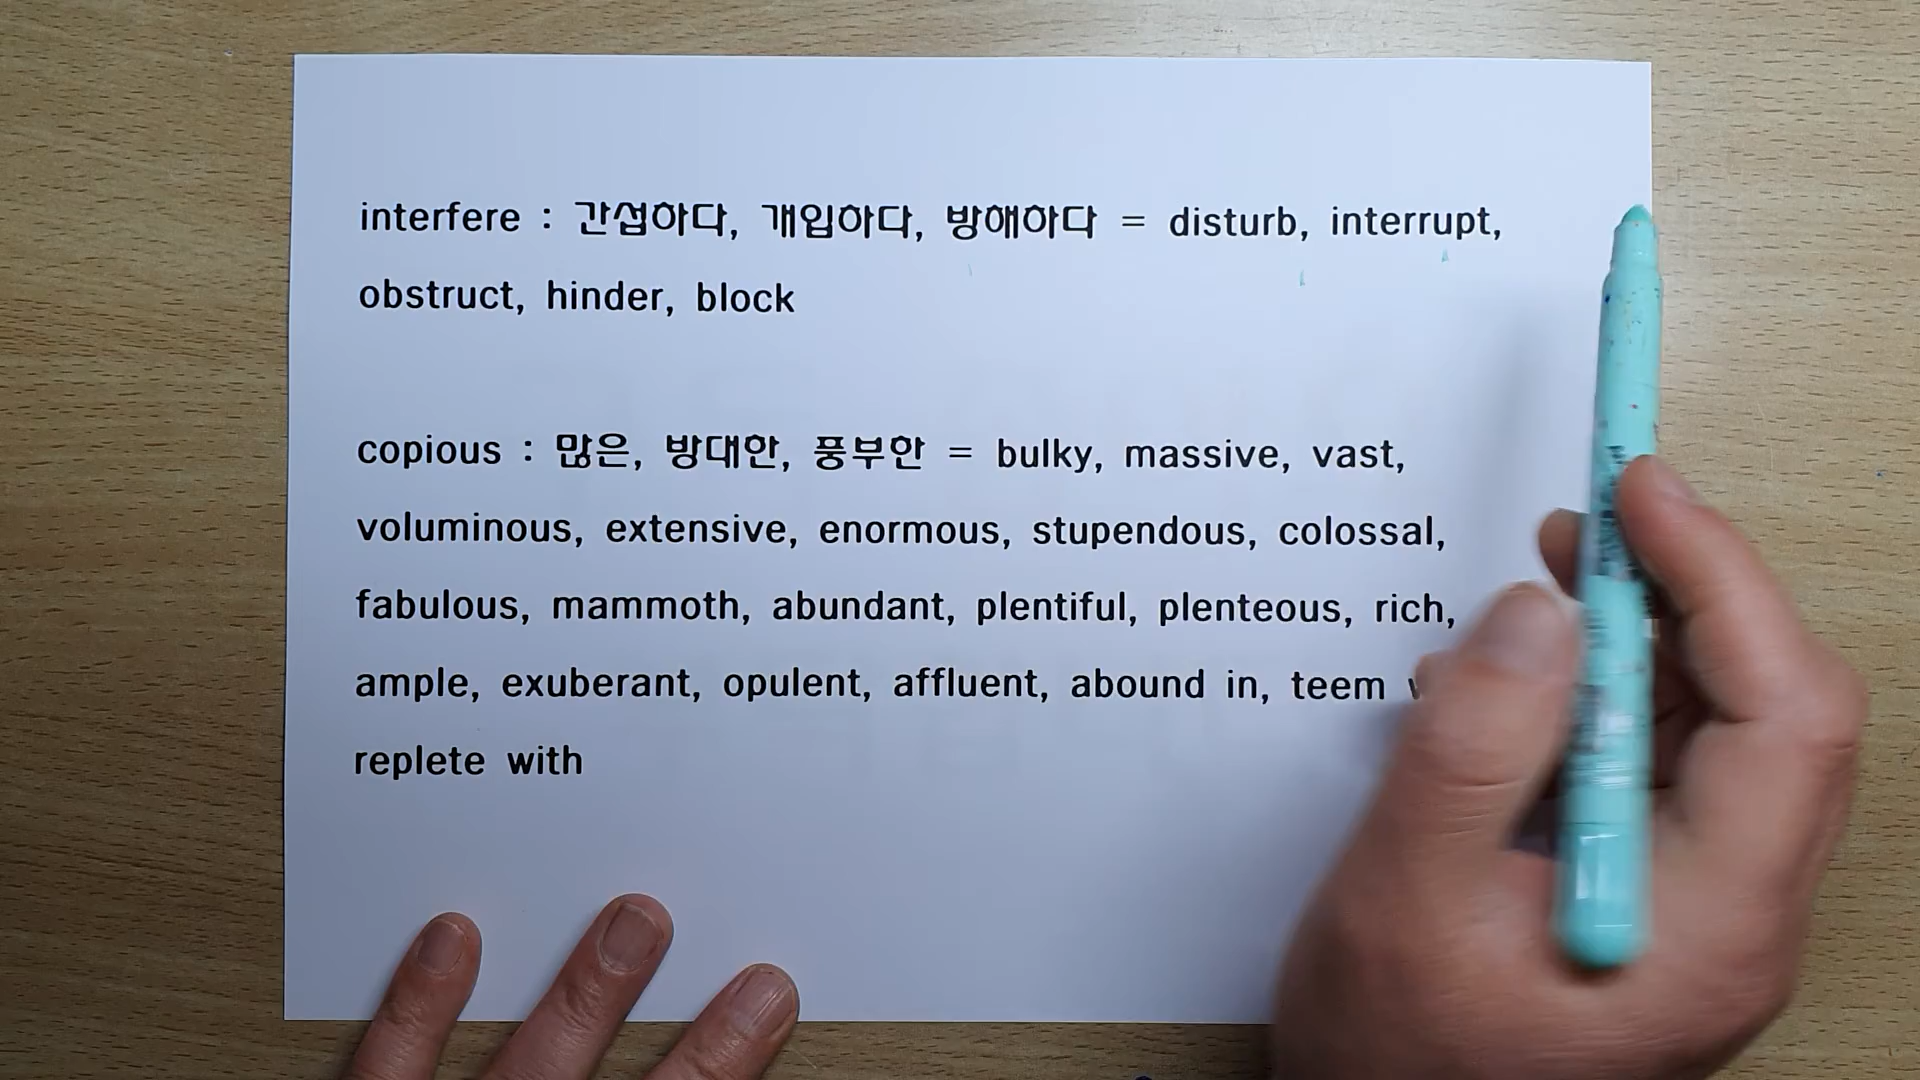 interfere : 간섭하다, 개입하다, 방해하다 = disturb, interrupt,
obstruct, hinder, block
copious : 많은, 방대한, 풍부한 = bulky, massive, vast,
voluminous, extensive, enormous, stupendous, colossal,
fabulous, mammoth, abundant, plentiful, plenteous, rich,
ample, exuberant, opulent, affluent, abound in, teem
replete with